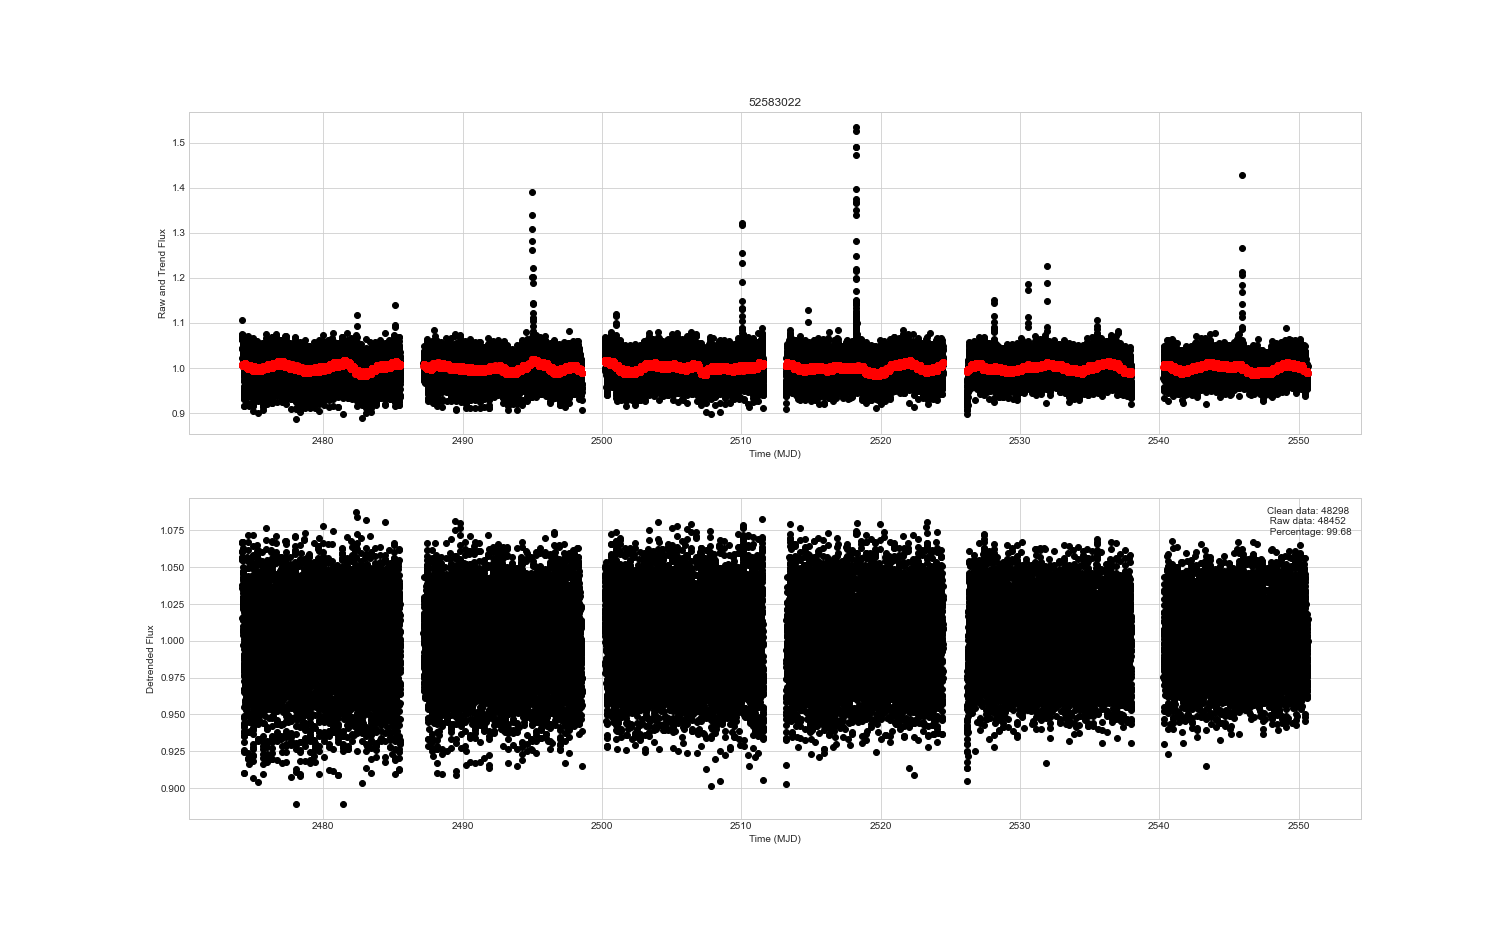 52583022
1.5
1.4
1.3
1.2
1.1
1.0
0.9
Raw and Trend Flux
2480 2490 2500 2510 2520 2530 2540 2550
Time (MJD)
Clean data: 48298
Raw data: 48452
Percentage: 99.68
1.075
1.050
1.025
1.000
0.975
0.950
0.925
0.900
Detrended Flux
2480 2490 2500 2510 2520 2530 2540 2550
Time (MJD)